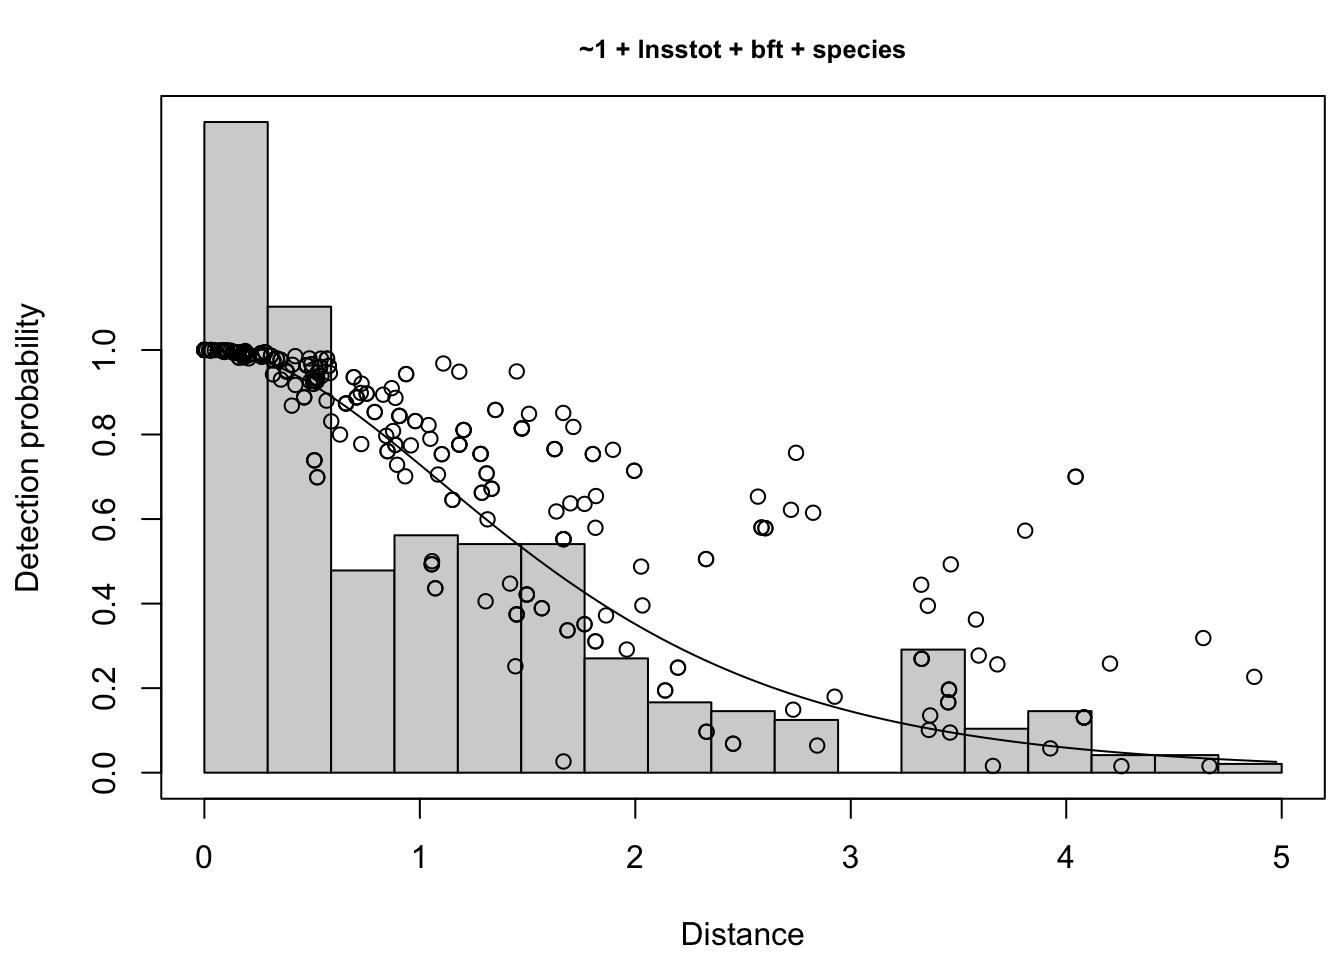 ~1 + lnsstot + bft + species
Detection probability
1.0
0.8
0.6
0.4
0.2
0.0
0 1 2 3 4 5
Distance